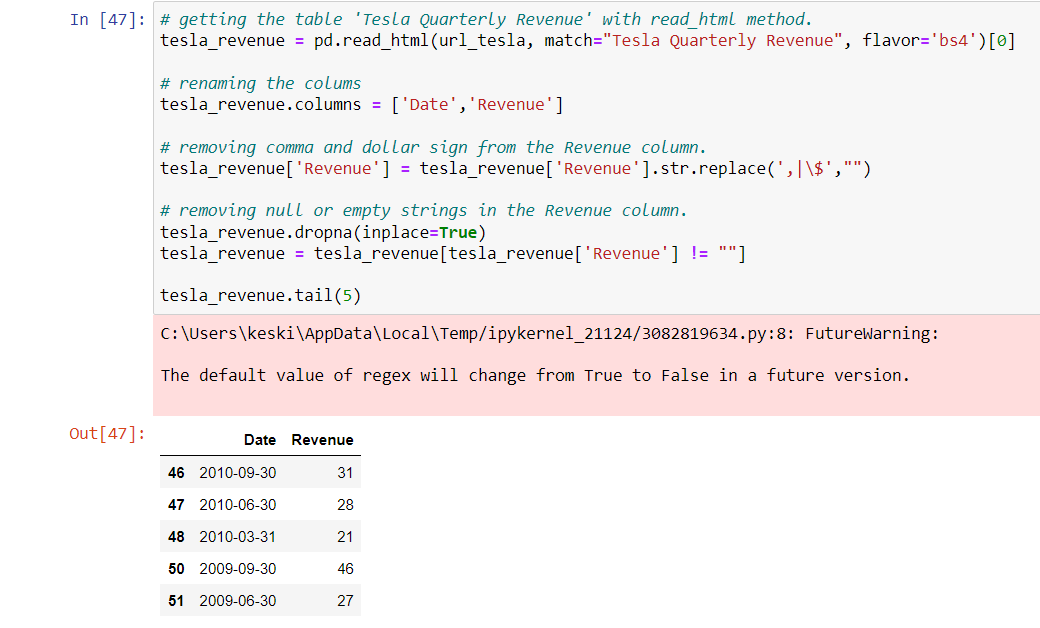 In [47]: # getting the table 'Tesla Quarterly Revenue' with read_html method.
tesla_revenue = pd.read_html(url_tesla, match="Tesla Quarterly Revenue", flavor='bs4')[0]
# renaming the colums
tesla_revenue.columns = ['Date','Revenue']
# removing comma and dollar sign from the Revenue column.
tesla_revenue['Revenue'] = tesla_revenue['Revenue'].str.replace(',|\$',"")
# removing null or empty strings in the Revenue column.
tesla_revenue.dropna(inplace=True)
tesla_revenue = tesla_revenue[tesla_revenue['Revenue'] != ""]
tesla_revenue.tail(5)
C:\Users\keski\AppData\Local\Temp/ipykernel_21124/3082819634.py:8: FutureWarning:
The default value of regex will change from True to False in a future version.
Out[47]:
Date Revenue
46 2010-09-30 31
47 2010-06-30 28
48 2010-03-31 21
50 2009-09-30 46
51 2009-06-30 27